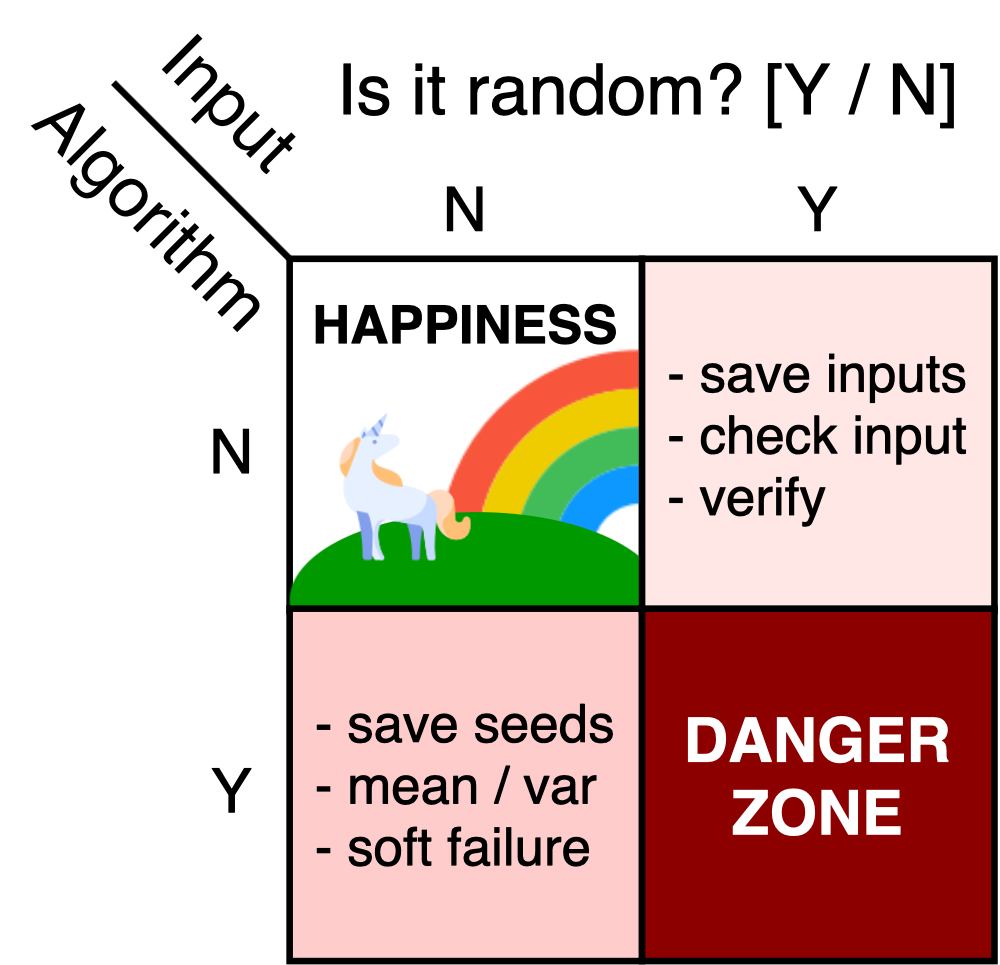 Input
Algorithm
Is it random? [Y / N]
N
Y
N
HAPPINESS
- save inputs
- check input
- verify
Y
- save seeds
- mean / var
- soft failure
DANGER
ZONE